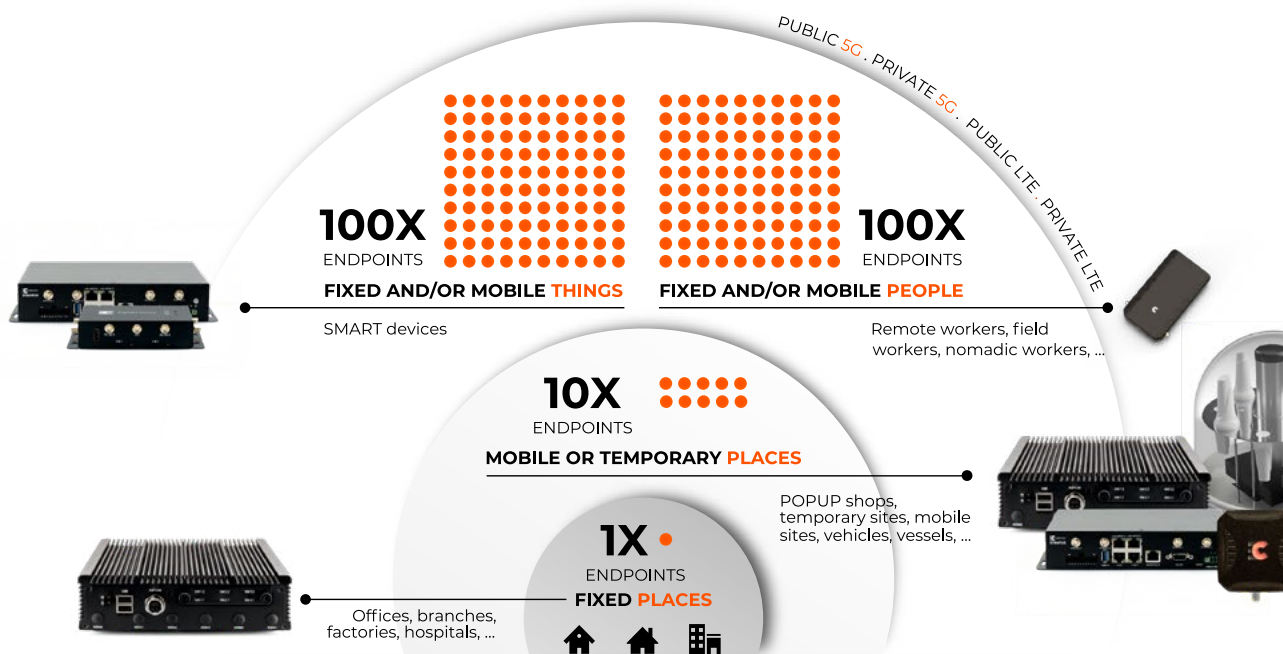 PUBLIC 5G . PRIVATE 5G . PUBLIC LTE . PRIVATE LTE
100X
ENDPOINTS
FIXED AND/OR MOBILE THINGS
SMART devices
100X
ENDPOINTS
FIXED AND/OR MOBILE PEOPLE
Remote workers, field
workers, nomadic workers, ...
10X
ENDPOINTS
MOBILE OR TEMPORARY PLACES
POPUP shops,
temporary sites, mobile
sites, vehicles, vessels, ...
1X
ENDPOINTS
FIXED PLACES
Offices, branches,
factories, hospitals, ...